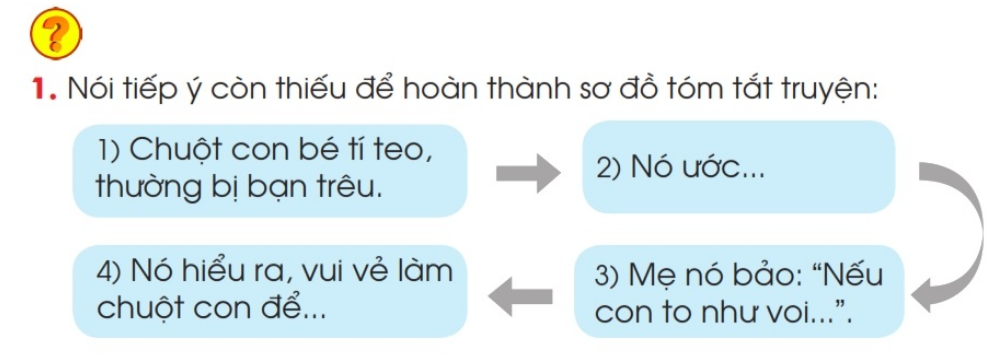 ?
1. Nói tiếp ý còn thiếu để hoàn thành sơ đồ tóm tắt truyện:
1) Chuột con bé tí teo,
thường bị bạn trêu.
2) Nó ước...
3) Mẹ nó bảo: “Nếu
con to như voi...”.
4) Nó hiểu ra, vui vẻ làm
chuột con để...